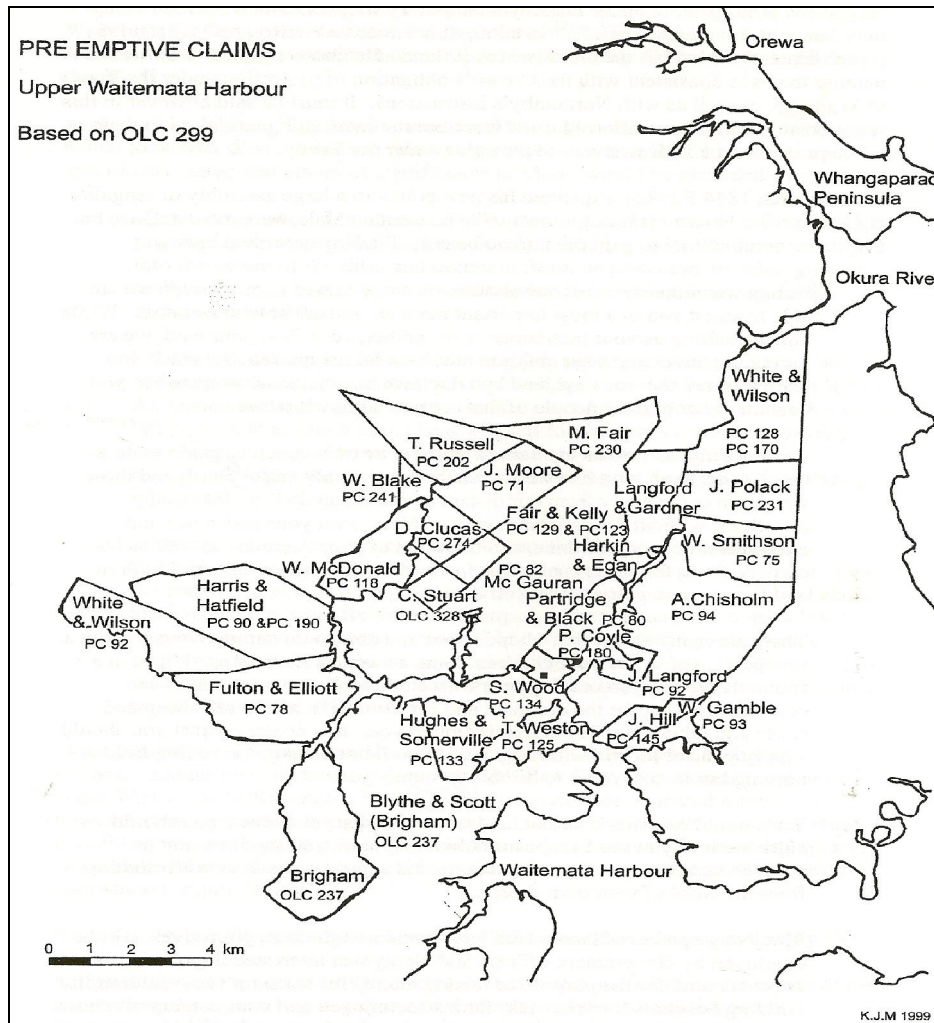 PRE EMPTIVE CLAIMS
Upper Waitemata Harbour
Based on OLC 299
Orewa
Whangaparao
Peninsula
Okura River
White &
Wilson
PC 128
PC 170
T. Russell
PC 202
M. Fair
PC 230
J. Moore
PC 71
W. Blake
PC 241
Langford
& Gardner
J. Polack
PC 231
Fair & Kelly
PC 129 & PC123
D. Clucas
PC 274
Harkin
& Egan
W. Smithson
PC 75
W. McDonald
PC 118
PC 82
Mc Gauran
Harris &
Hatfield
PC 90 &PC 190
White
& Wilson
PC 92
C. Stuart
OLC 328
Partridge
& Black PC 80
A.Chisholm
PC 94
P. Coyle
PC 180
Fulton & Elliott
PC 78
S. Wood
PC 134
J. Langford
PC 92
W. Gamble
PC 93
J. Hill
PC 145
Hughes &
Somerville
PC 133
T. Weston
PC 125
Blythe & Scott
(Brigham)
OLC 237
Brigham
OLC 237
Waitemata Harbour
0 1 2 3 4 km
K.J.M 1999